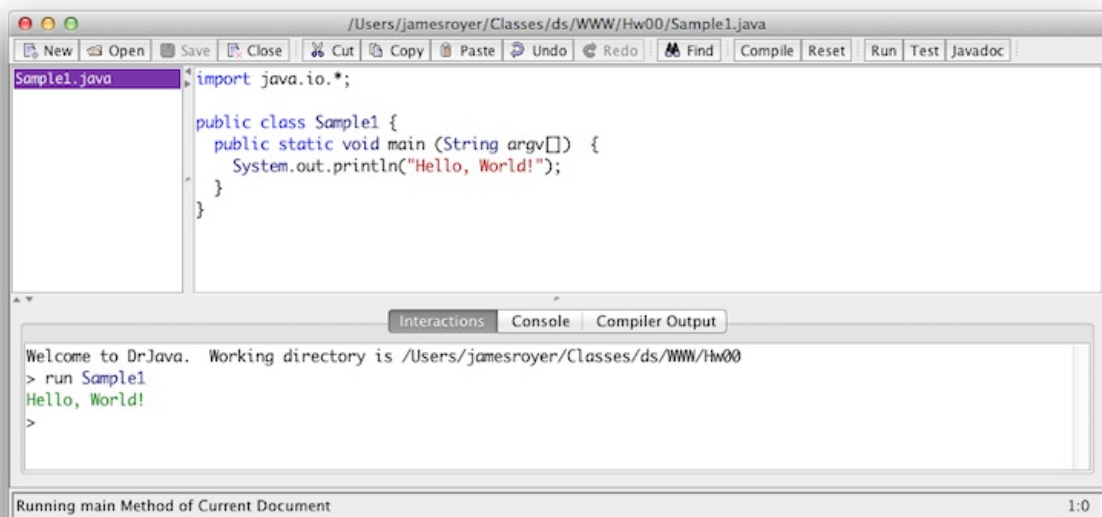 /Users/jamesroyer/Classes/ds/WWW/Hw00/Sample1.java
New Open Save Close Cut Copy Paste Undo Redo Find Compile Reset Run Test Javadoc
Sample1.java
import java.io.*;
public class Sample1 {
public static void main (String argv[]) {
System.out.println("Hello, World!");
}
}
Interactions Console Compiler Output
Welcome to DrJava. Working directory is /Users/jamesroyer/Classes/ds/WWW/Hw00
> run Sample1
Hello, World!
>
Running main Method of Current Document 1:0